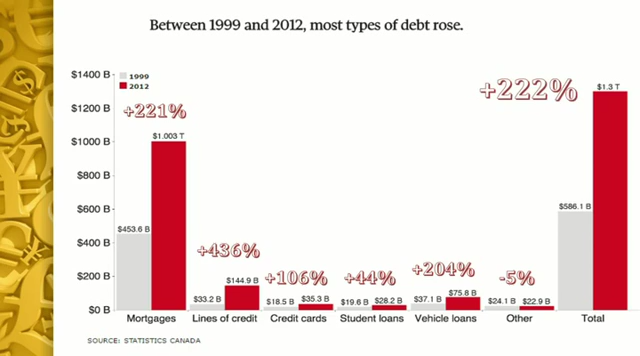 Between 1999 and 2012, most types of debt rose.
$1400 B
1999
2012
+222%
$1.3 T
$1200 B
+221%
$1.003 T
$1000 B
$800 B
$600 B
$586.1 B
$453.6 B
$400 B
+436%
+106%
+44%
+204%
-5%
$200 B
$33.2 B
$144.9 B
$18.5 B
$35.3 B
$19.6 B
$28.2 B
$37.1 B
$75.8 B
$24.1 B
$22.9 B
$0 B
Mortgages
Lines of credit
Credit cards
Student loans
Vehicle loans
Other
Total
SOURCE: STATISTICS CANADA